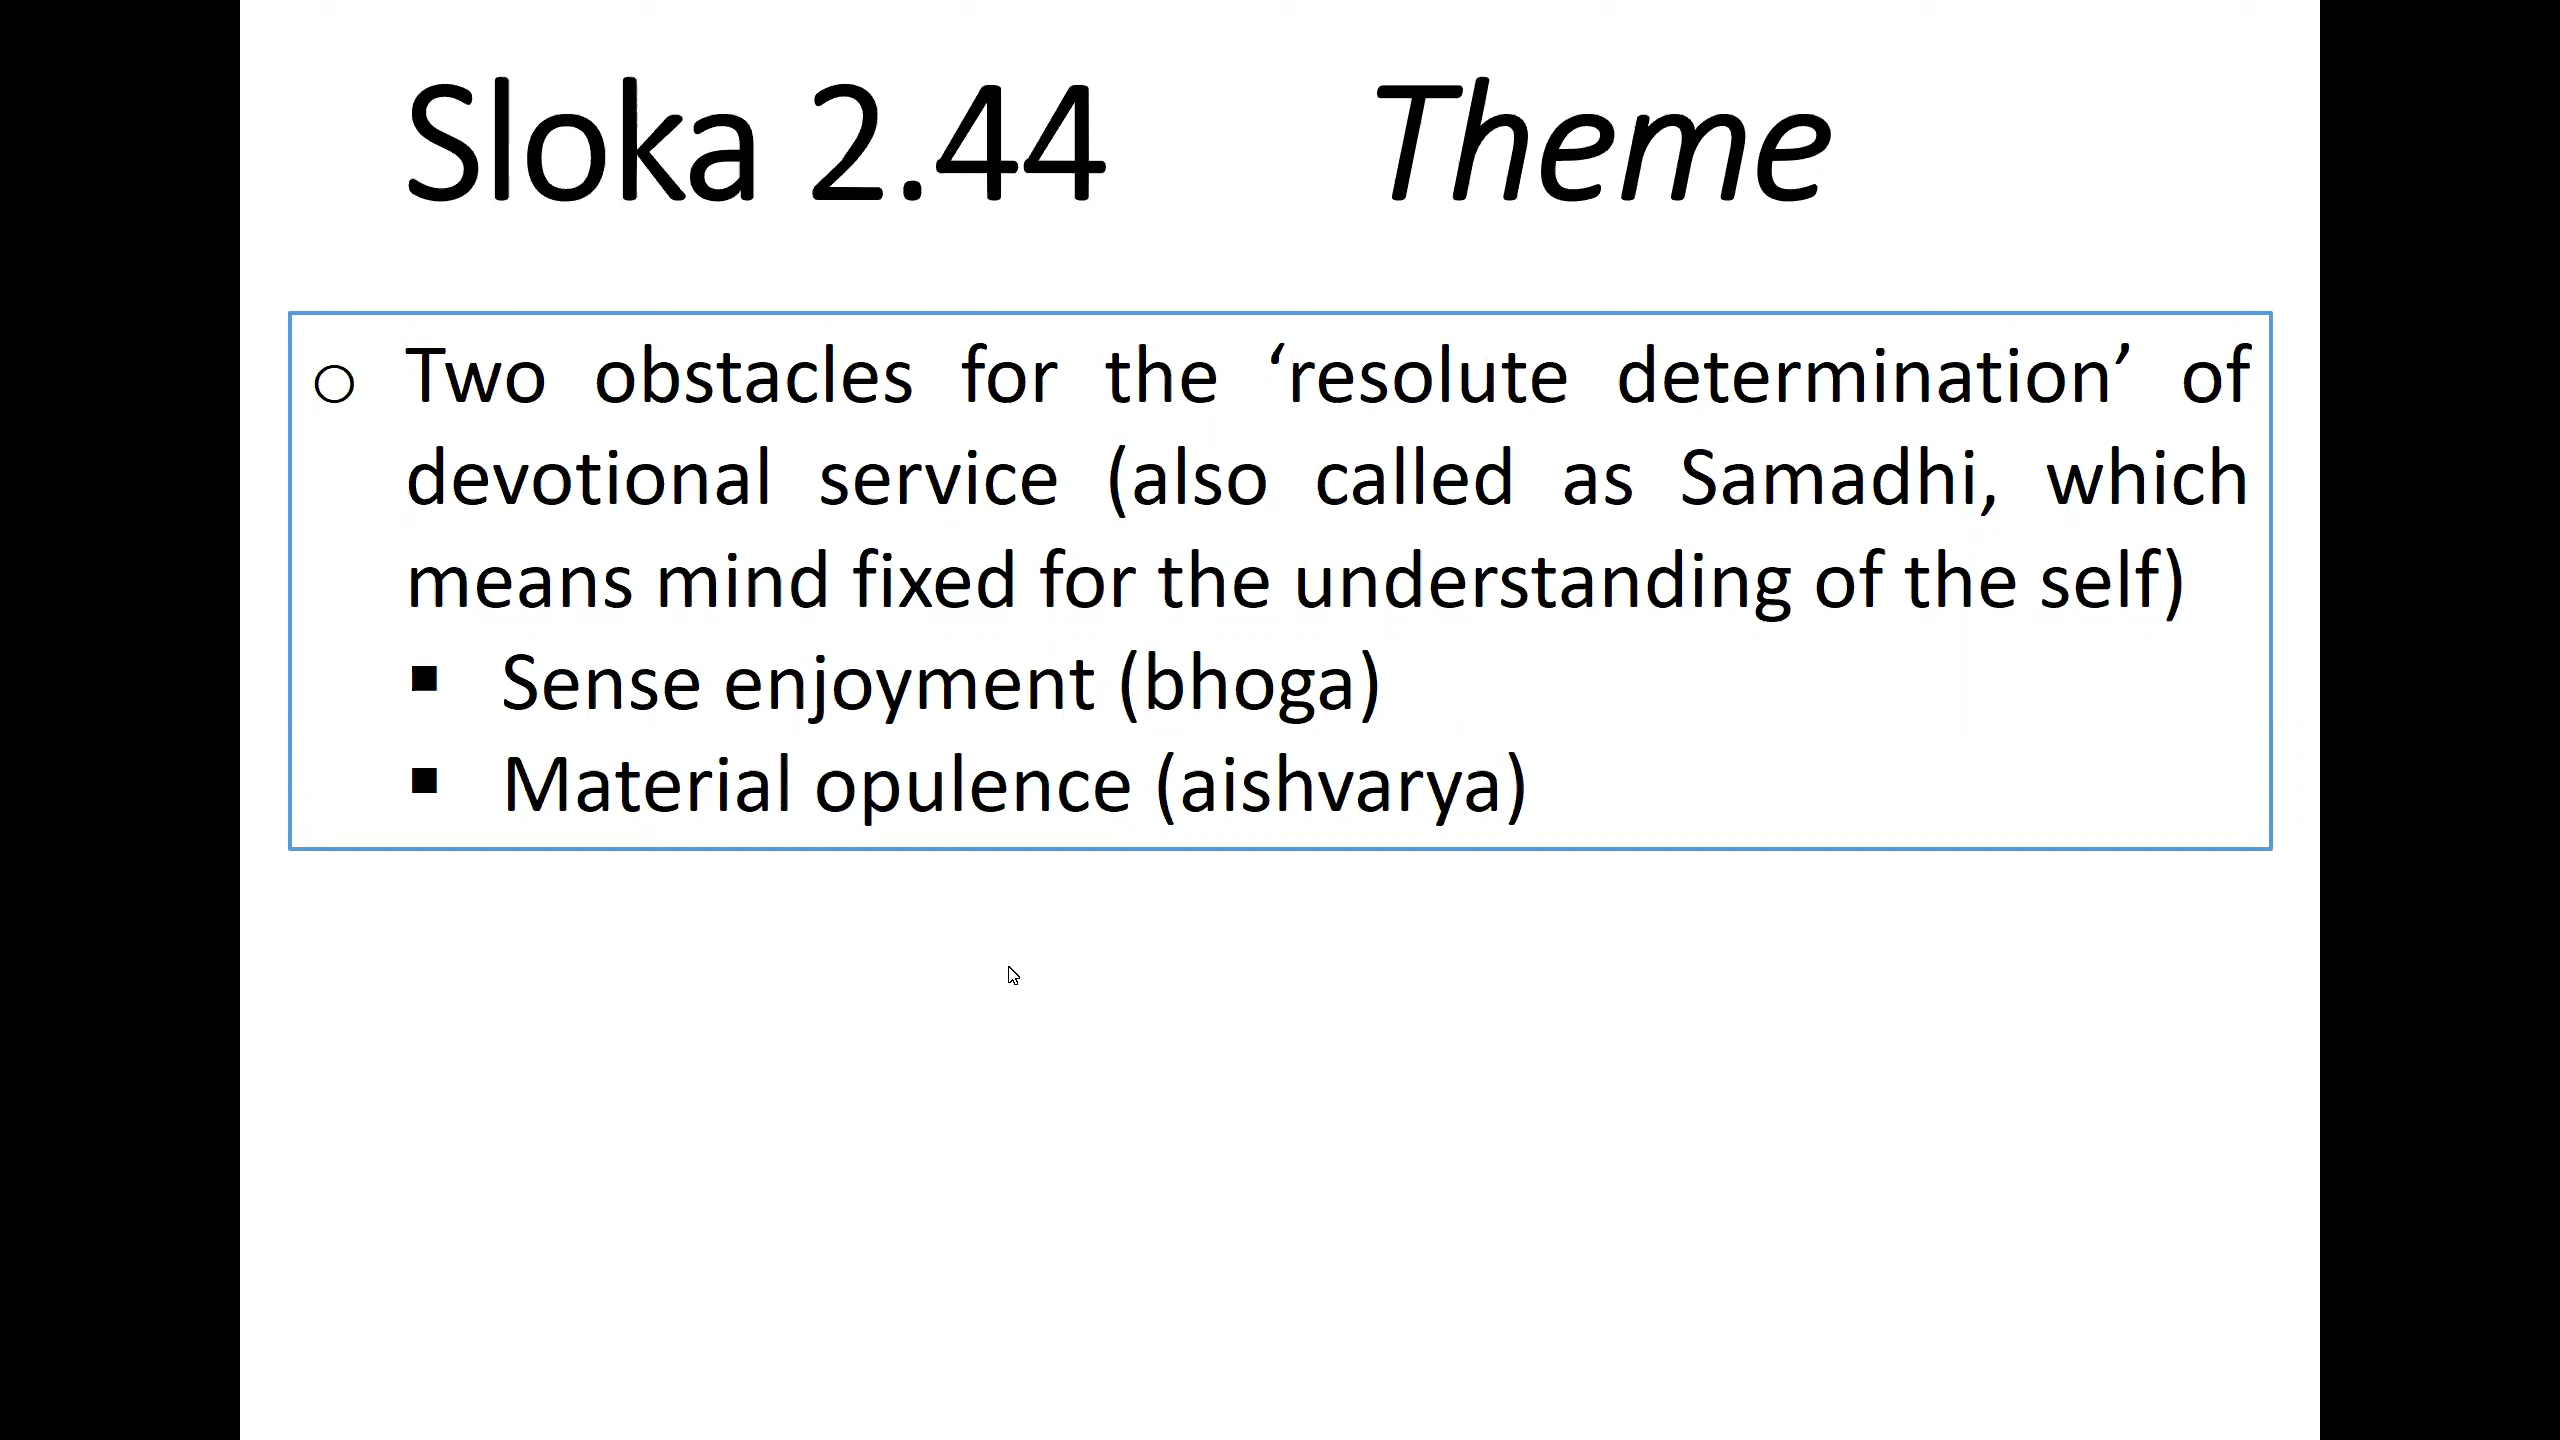 Sloka 2.44 Theme
○ Two obstacles for the ‘resolute determination’ of
devotional service (also called as Samadhi, which
means mind fixed for the understanding of the self)
▪ Sense enjoyment (bhoga)
▪ Material opulence (aishvarya)